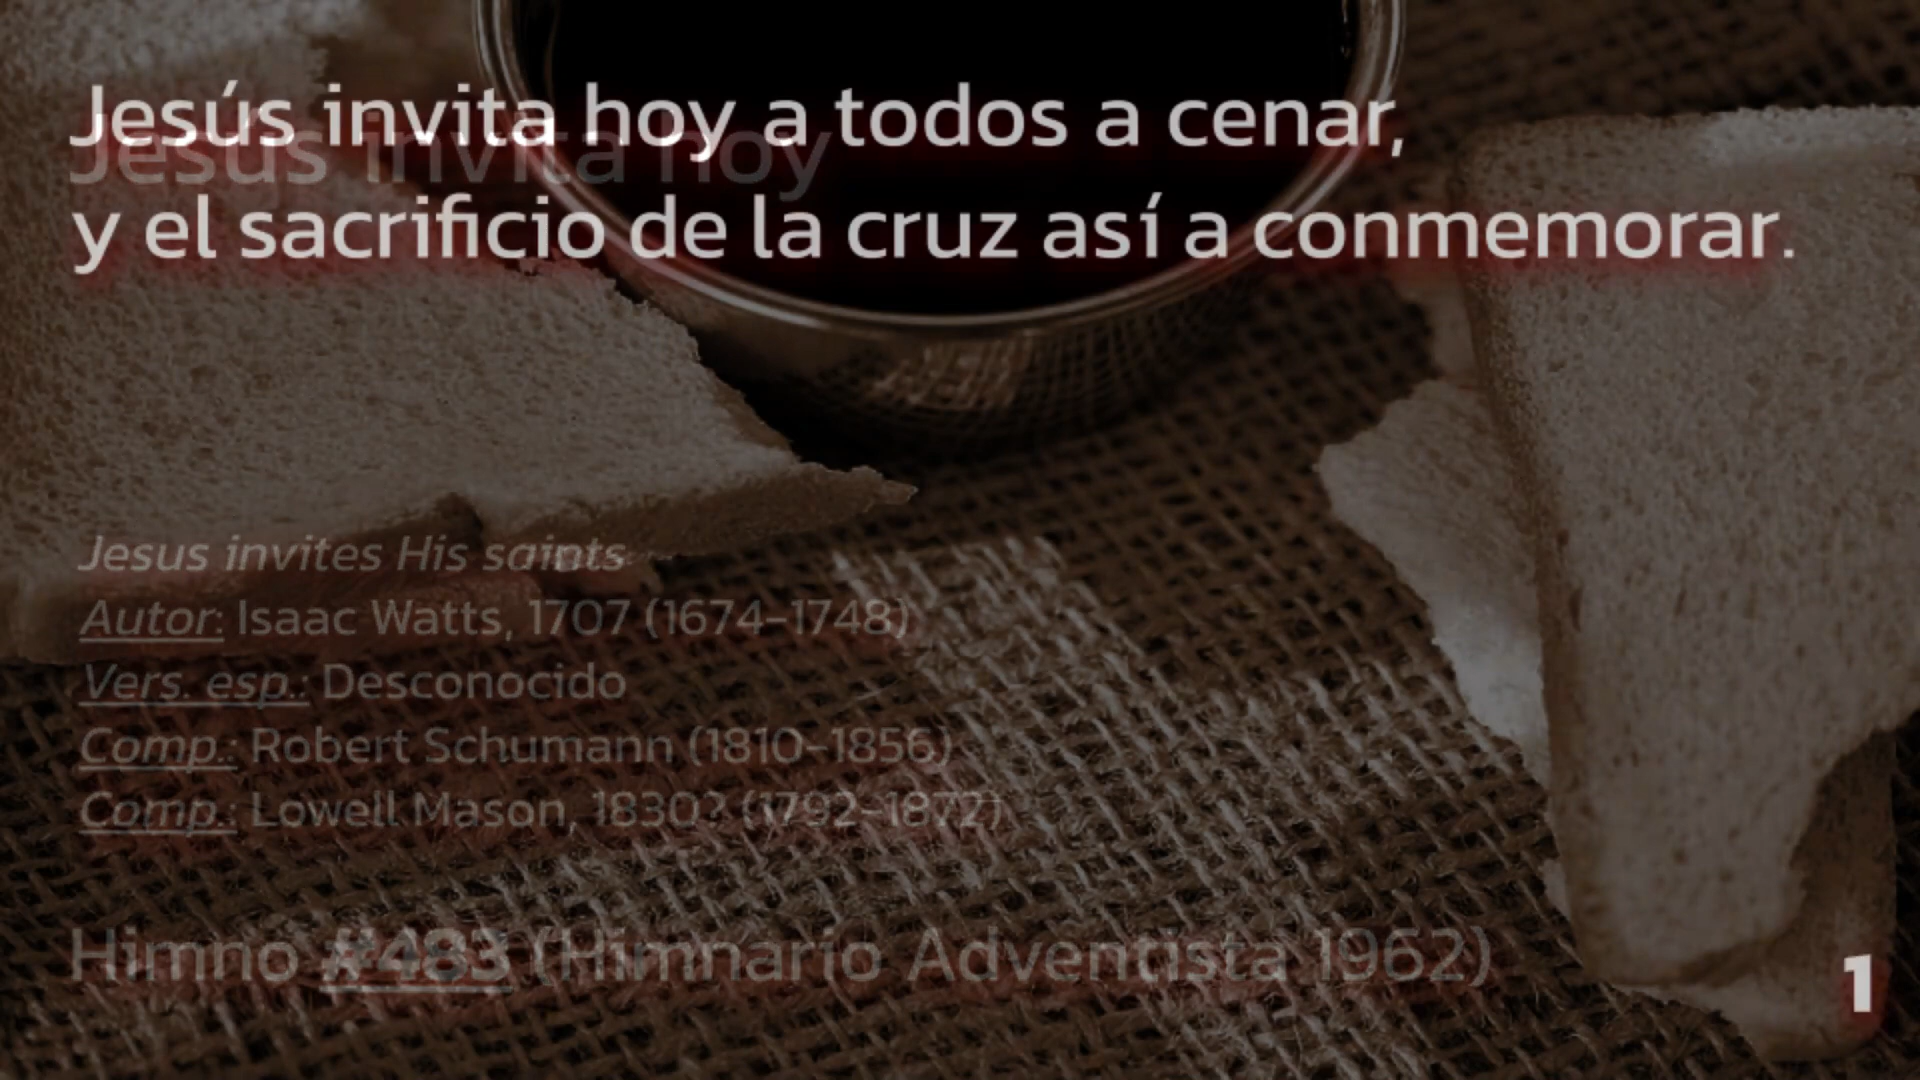 Jesús invita hoy a todos a cenar,
Jesús invita hoy
y el sacrificio de la cruz así a conmemorar.
Jesus invites His saints
Autor: Isaac Watts, 1707 (1674-1748)
Vers. esp.: Desconocido
Comp.: Robert Schumann (1810-1856)
Comp.: Lowell Mason, 1830? (1792-1872)
Himno #483 (Himnario Adventista 1962)
1